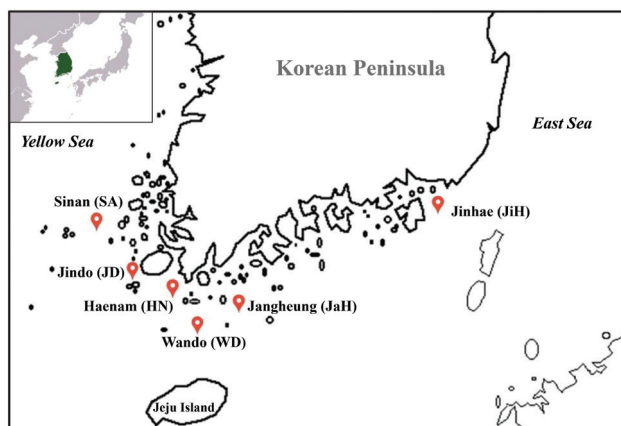 Korean Peninsula
Yellow Sea
East Sea
Sinan (SA)
Jinhae (JiH)
Jindo (JD)
Haenam (HN)
Jangheung (JaH)
Wando (WD)
Jeju Island